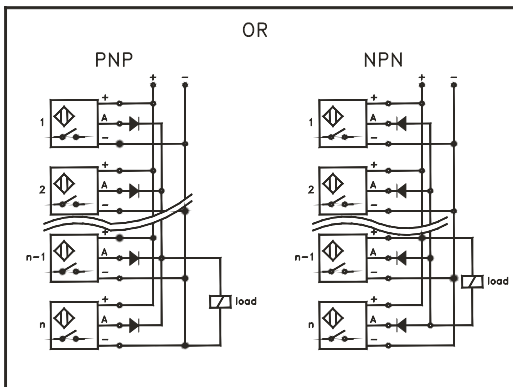 OR
PNP
NPN
+ −
+ −
1 + A −
1 + A −
2 + A −
2 + A −
n-1 + A −
n-1 + A −
load
load
n + A −
n + A −